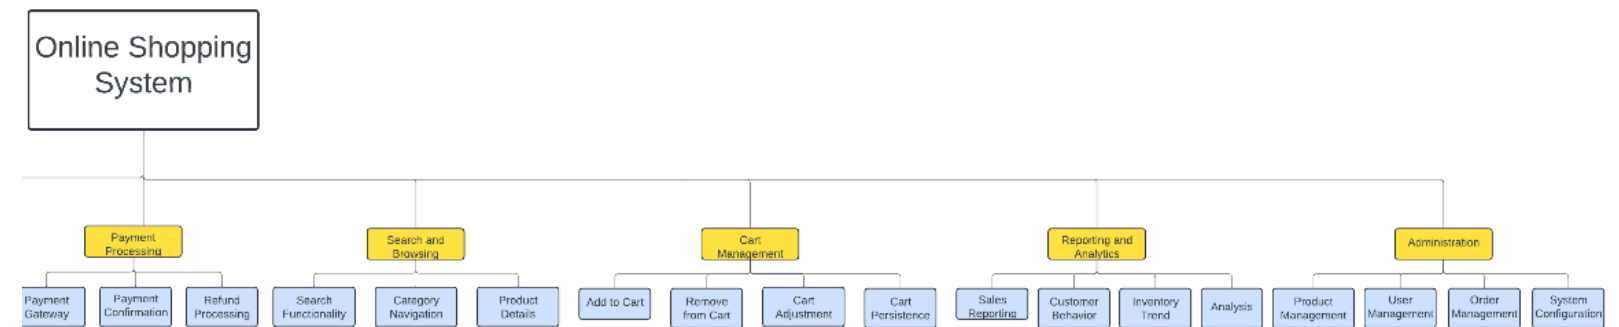 Online Shopping
System
Payment
Processing
Search and
Browsing
Cart
Management
Reporting and
Analytics
Administration
Payment
Gateway
Payment
Confirmation
Refund
Processing
Search
Functionality
Category
Navigation
Product
Details
Add to Cart
Remove
from Cart
Cart
Adjustment
Cart
Persistence
Sales
Reporting
Customer
Behavior
Inventory
Trend
Analysis
Product
Management
User
Management
Order
Management
System
Configuration